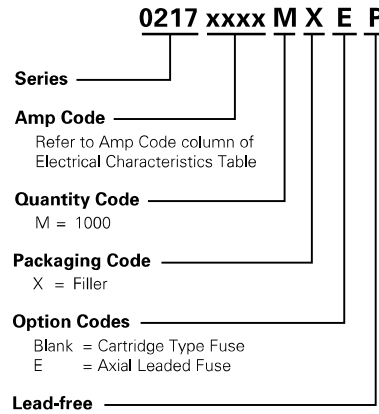 0217 xxxx M X E P
Series
Amp Code
Refer to Amp Code column of
Electrical Characteristics Table
Quantity Code
M = 1000
Packaging Code
X = Filler
Option Codes
Blank = Cartridge Type Fuse
E = Axial Leaded Fuse
Lead-free